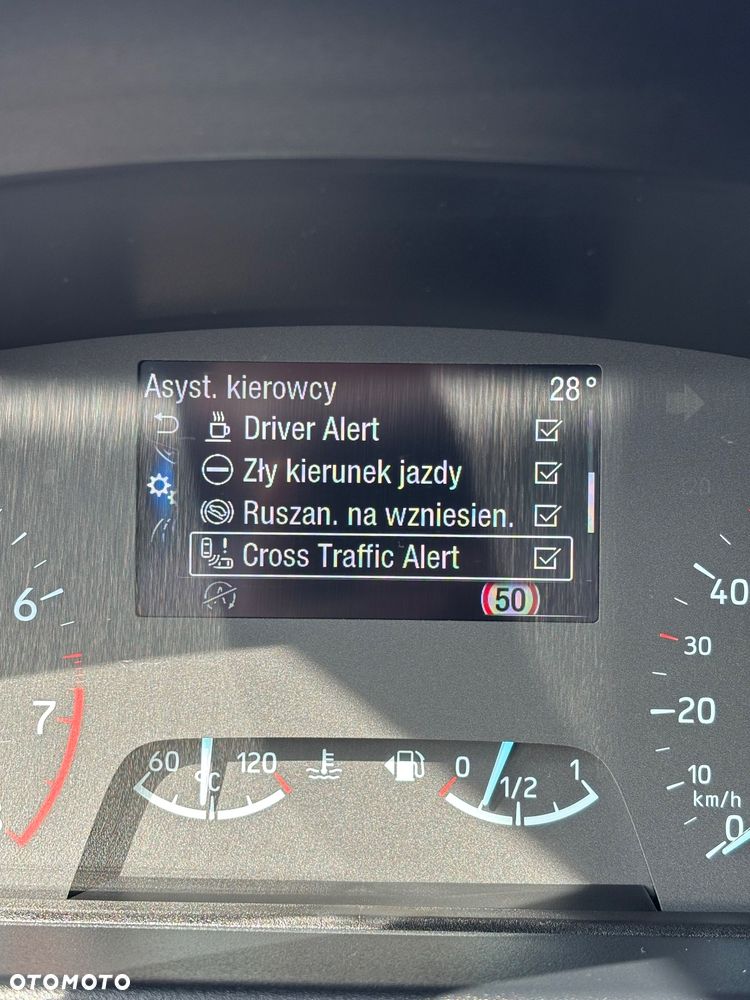 Asyst. kierowcy 28°
Driver Alert
Zły kierunek jazdy
Ruszan. na wzniesien.
Cross Traffic Alert
50
6
7
40
30
20
10
km/h
0
60 °C 120
0 1/2 1
OTOMOTO